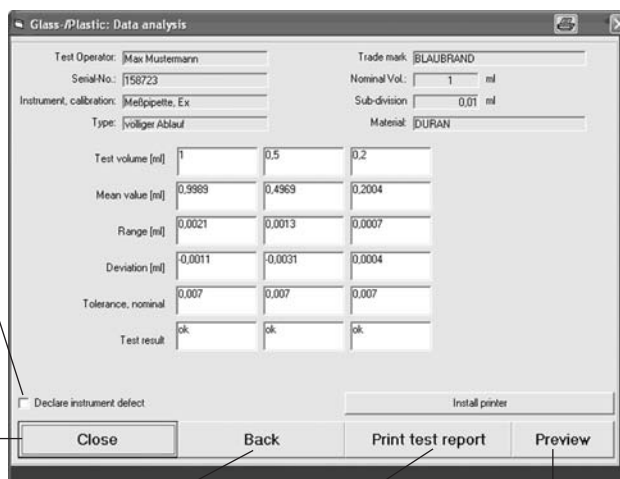 Glass-/Plastic: Data analysis
Test Operator: Max Mustermann
Trade mark BLAUBRAND
Serial-No.: 158723
Nominal Vol.: 1 ml
Instrument, calibration: Meßpipette, Ex
Sub-division 0,01 ml
Type: völliger Ablauf
Material: DURAN
Test volume [ml] 1 0,5 0,2
Mean value [ml] 0,9989 0,4969 0,2004
Range [ml] 0,0021 0,0013 0,0007
Deviation [ml] -0,0011 -0,0031 0,0004
Tolerance, nominal 0,007 0,007 0,007
Test result ok ok ok
Declare instrument defect
Install printer
Close Back Print test report Preview